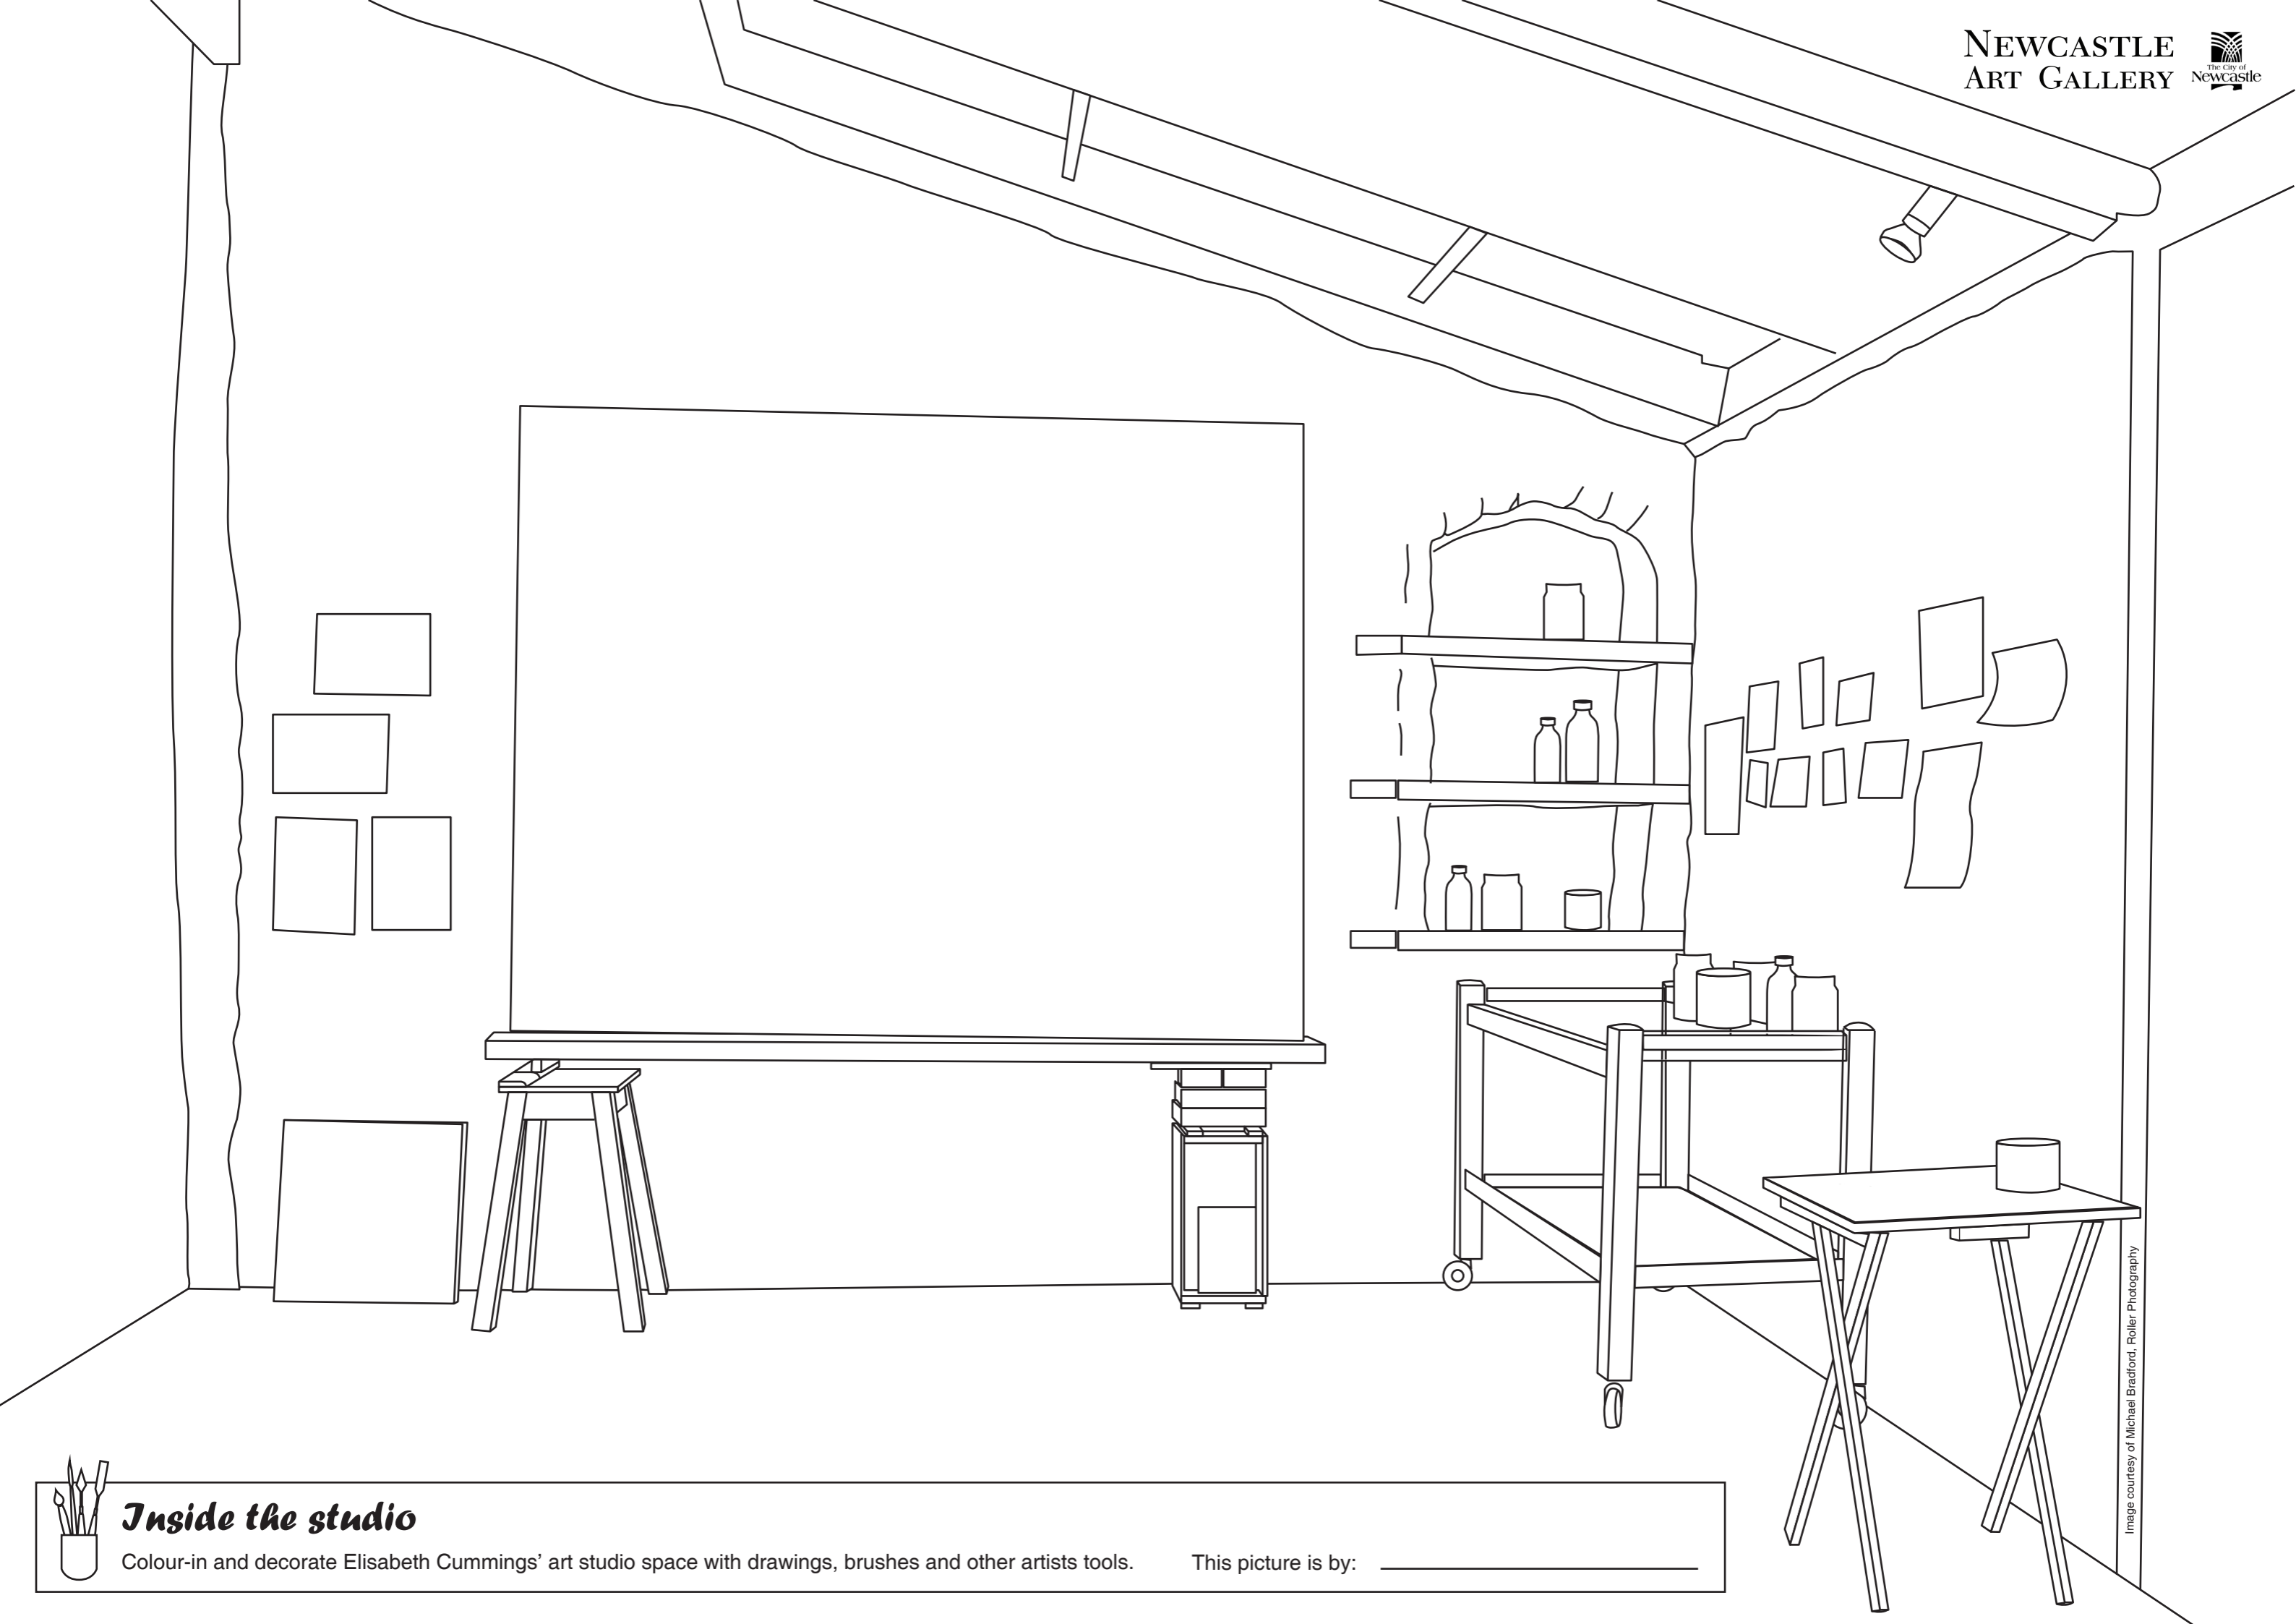 NEWCASTLE
ART GALLERY
The City of
Newcastle
Image courtesy of Michael Bradford, Roller Photography
Inside the studio
Colour-in and decorate Elisabeth Cummings’ art studio space with drawings, brushes and other artists tools.
This picture is by: